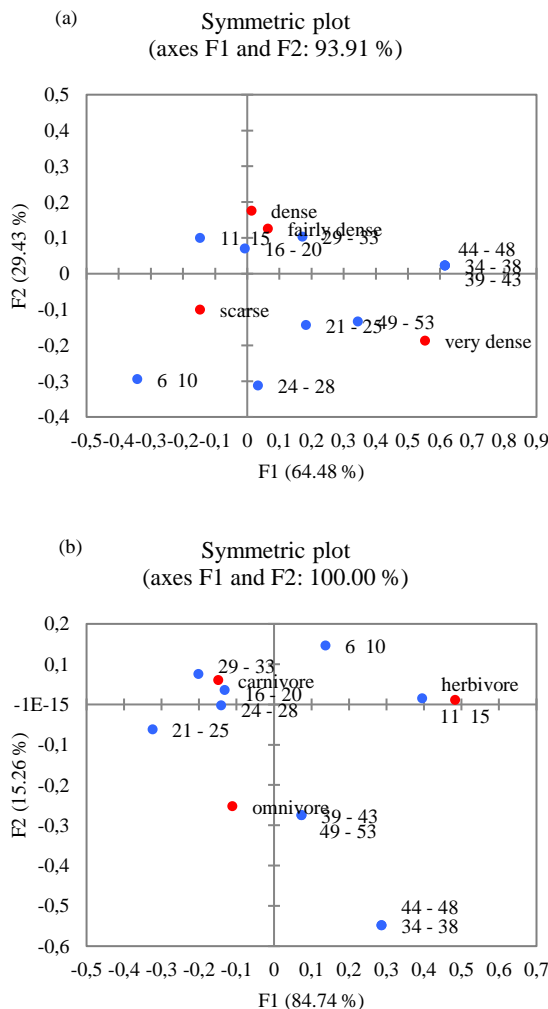 (a)
Symmetric plot
(axes F1 and F2: 93.91 %)
0,5
0,4
0,3
0,2
0,1
0
-0,1
-0,2
-0,3
-0,4
F2 (29.43 %)
dense
fairly dense
11 15
16 - 20
29 - 33
44 - 48
34 - 38
39 - 43
scarse
21 - 25
49 - 53
very dense
6 10
24 - 28
-0,5 -0,4 -0,3 -0,2 -0,1 0 0,1 0,2 0,3 0,4 0,5 0,6 0,7 0,8 0,9
F1 (64.48 %)
(b)
Symmetric plot
(axes F1 and F2: 100.00 %)
0,2
0,1
-1E-15
-0,1
-0,2
-0,3
-0,4
-0,5
-0,6
F2 (15.26 %)
6 10
29 - 33
carnivore
16 - 20
24 - 28
herbivore
11 15
21 - 25
omnivore
39 - 43
49 - 53
44 - 48
34 - 38
-0,5 -0,4 -0,3 -0,2 -0,1 0 0,1 0,2 0,3 0,4 0,5 0,6 0,7
F1 (84.74 %)